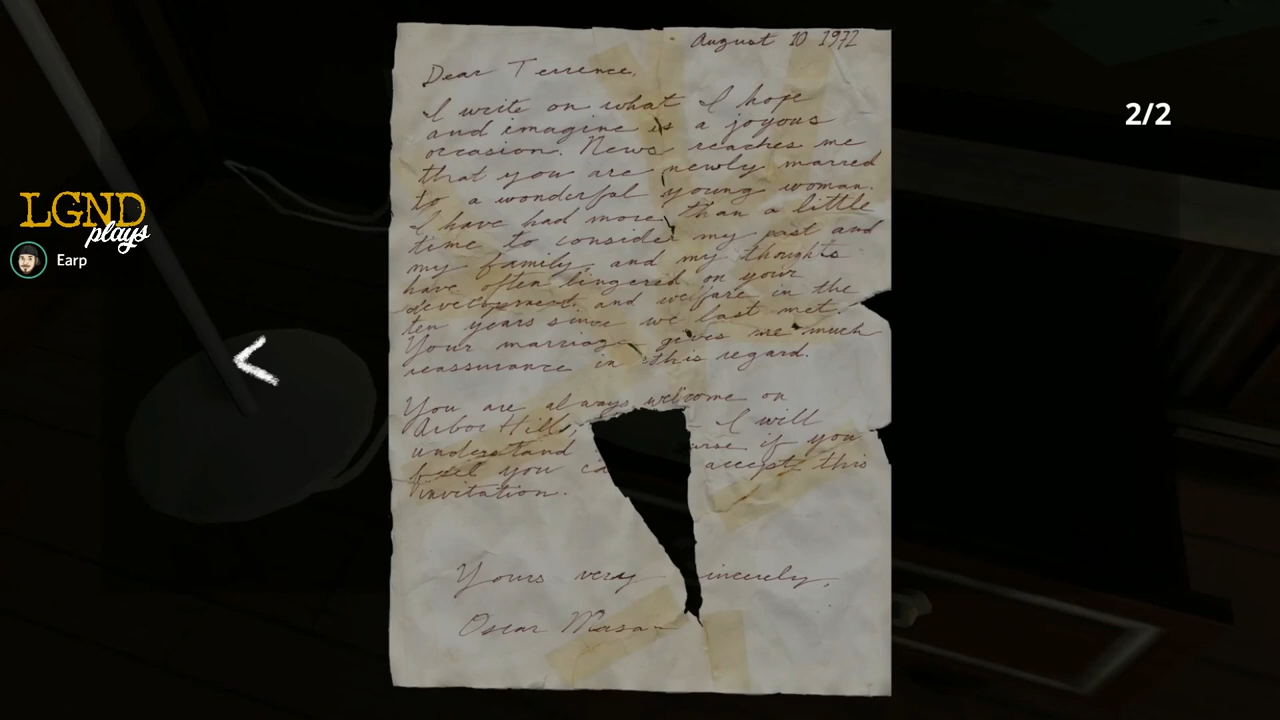 August 10 1972
Dear Terrence,
I write on what I hope
and imagine is a joyous
occasion. News reaches me
that you are newly marred
to a wonderful young woman.
I have had more than a little
time to consider my past and
my family, and my thoughts
have often lingered on your
development and welfare in the
ten years since we last met.
Your marriage gives me much
reassurance in this regard.
You are always welcome on
Arbor Hills, I will
understand if you
feel you accept this
invitation.
Yours very incerely,
Oscar Masan
2/2
LGND
plays
Earp